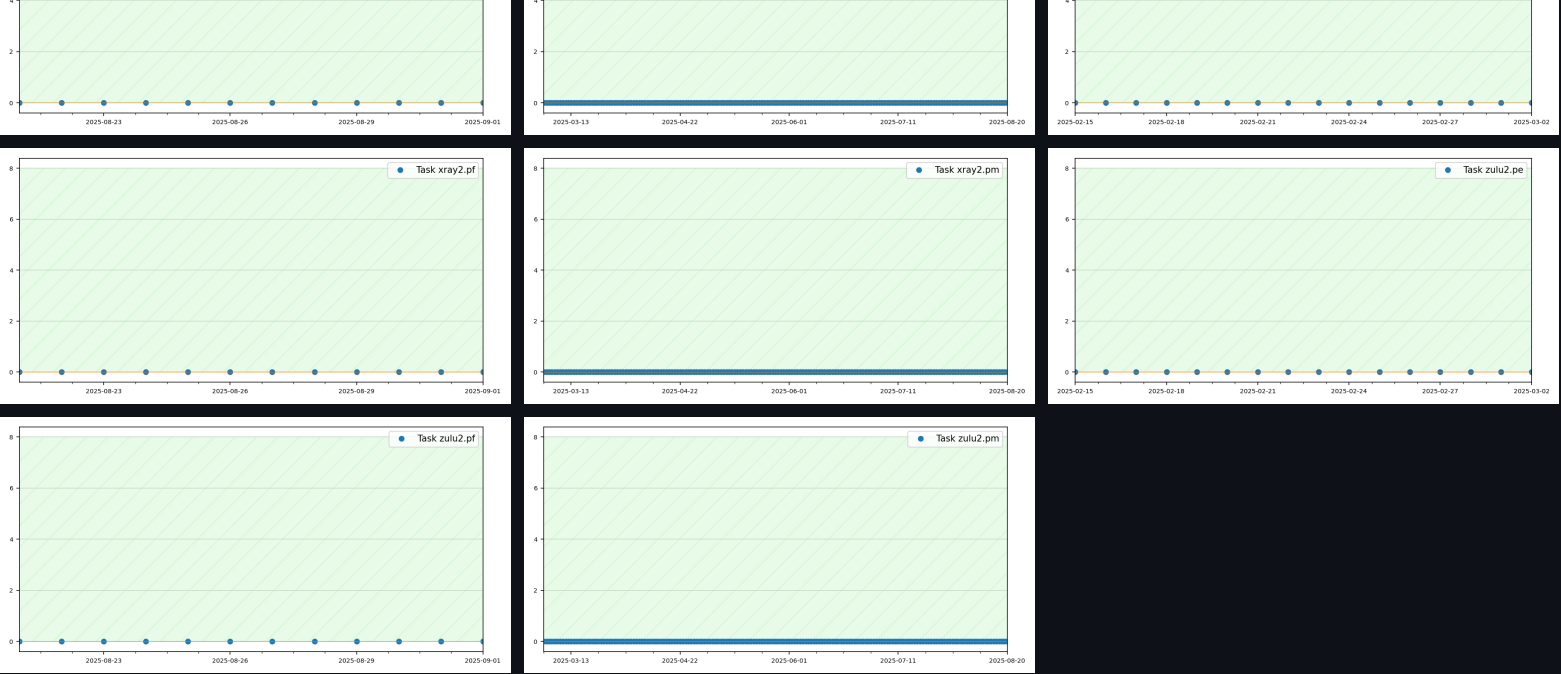 4
2
0
2025-08-23 2025-08-26 2025-08-29 2025-09-01
4
2
0
2025-03-13 2025-04-22 2025-06-01 2025-07-11 2025-08-20
4
2
0
2025-02-15 2025-02-18 2025-02-21 2025-02-24 2025-02-27 2025-03-02
Task xray2.pf
8
6
4
2
0
2025-08-23 2025-08-26 2025-08-29 2025-09-01
Task xray2.pm
8
6
4
2
0
2025-03-13 2025-04-22 2025-06-01 2025-07-11 2025-08-20
Task zulu2.pe
8
6
4
2
0
2025-02-15 2025-02-18 2025-02-21 2025-02-24 2025-02-27 2025-03-02
Task zulu2.pf
8
6
4
2
0
2025-08-23 2025-08-26 2025-08-29 2025-09-01
Task zulu2.pm
8
6
4
2
0
2025-03-13 2025-04-22 2025-06-01 2025-07-11 2025-08-20